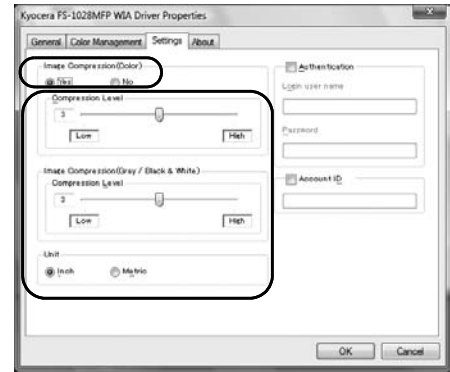 Kyocera FS-1028MFP WIA Driver Properties
General Color Management Settings About
Image Compression(Color)
Yes No
Compression Level
3
Low High
Image Compression(Gray / Black & White)
Compression Level
3
Low High
Unit
Inch Metric
Authentication
Login user name
Password
Account ID
OK Cancel